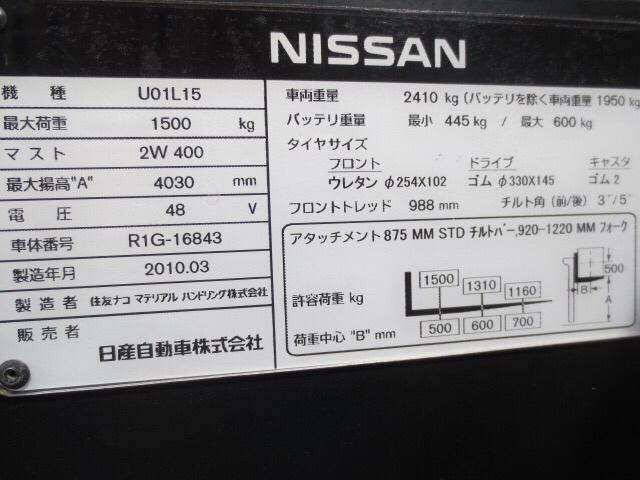 NISSAN
機種 U01L15
最大荷重 1500 kg
マスト 2W 400
最大揚高"A" 4030 mm
電圧 48 V
車体番号 R1G-16843
製造年月 2010.03
製造者 住友ナコ マテリアル ハンドリング株式会社
販売者 日産自動車株式会社
車両重量 2410 kg (バッテリを除く車両重量 1950 kg
バッテリ重量 最小 445 kg / 最大 600 kg
タイヤサイズ
フロント ドライブ キャスタ
ウレタン φ254X102 ゴム φ330X145 ゴム 2
フロントトレッド 988 mm チルト角 (前/後) 3°/5°
アタッチメント 875 MM STD チルトバー,920-1220 MM フォーク
許容荷重 kg 1500 1310 1160
荷重中心 "B" mm 500 600 700
B 500
A